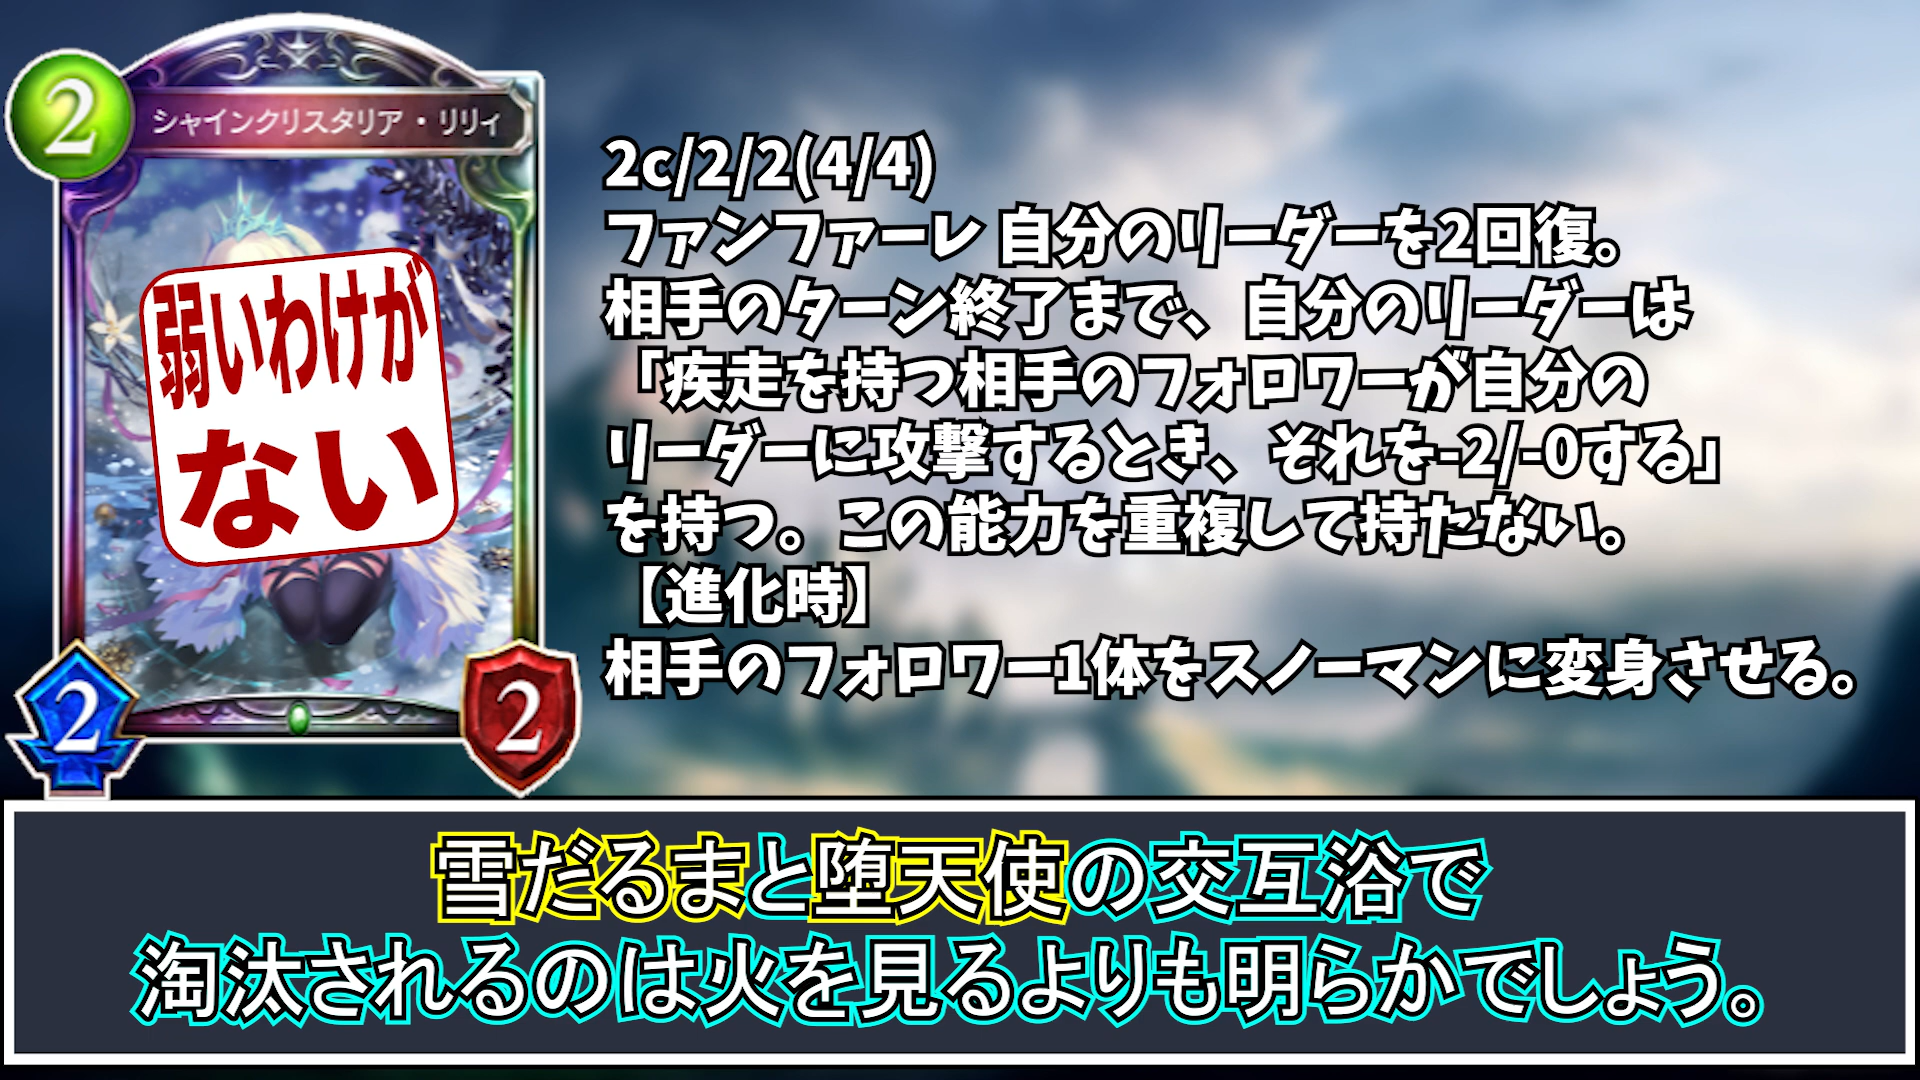 2
シャインクリスタリア・リリィ
弱いわけが
ない
2
2
2c/2/2(4/4)
ファンファーレ 自分のリーダーを2回復。
相手のターン終了まで、自分のリーダーは
「疾走を持つ相手のフォロワーが自分の
リーダーに攻撃するとき、それを-2/-0する」
を持つ。この能力を重複して持たない。
【進化時】
相手のフォロワー1体をスノーマンに変身させる。
雪だるまと堕天使の交互浴で
淘汰されるのは火を見るよりも明らかでしょう。